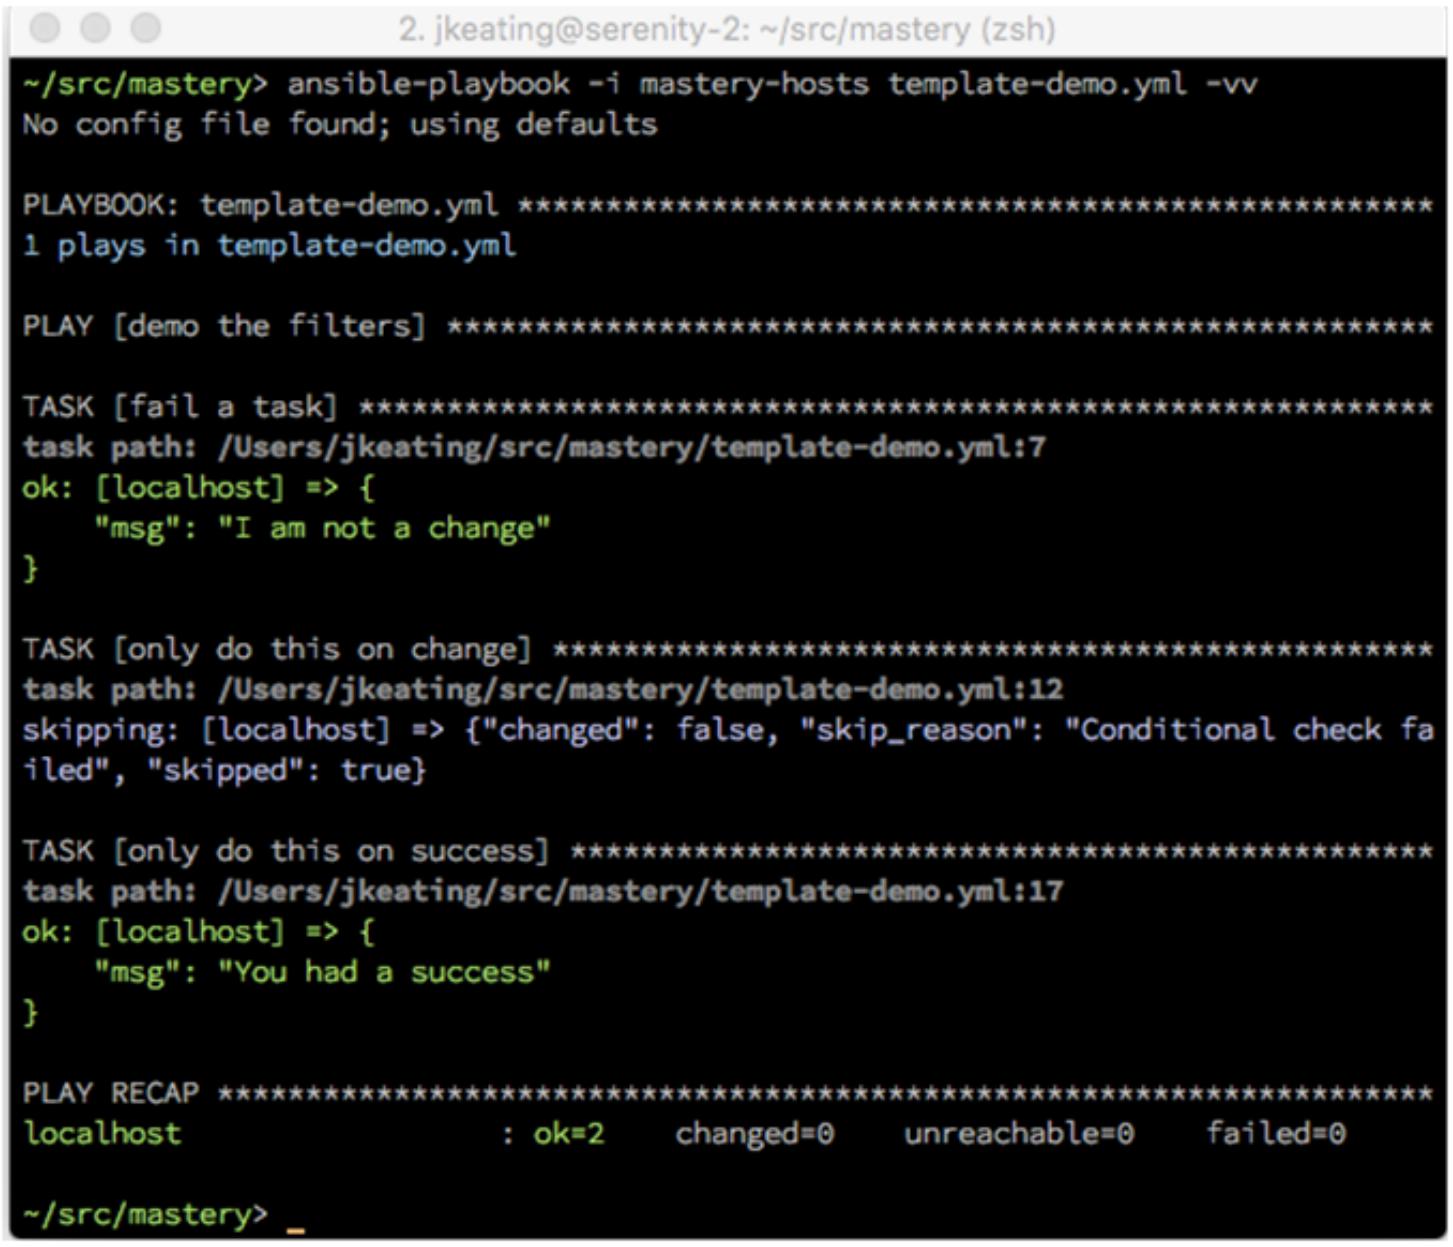 2. jkeating@serenity-2: ~/src/mastery (zsh)
~/src/mastery> ansible-playbook -i mastery-hosts template-demo.yml -vv
No config file found; using defaults
PLAYBOOK: template-demo.yml ****************************************************
1 plays in template-demo.yml
PLAY [demo the filters] ********************************************************
TASK [fail a task] *************************************************************
task path: /Users/jkeating/src/mastery/template-demo.yml:7
ok: [localhost] => {
    "msg": "I am not a change"
}
TASK [only do this on change] **************************************************
task path: /Users/jkeating/src/mastery/template-demo.yml:12
skipping: [localhost] => {"changed": false, "skip_reason": "Conditional check fa
iled", "skipped": true}
TASK [only do this on success] *************************************************
task path: /Users/jkeating/src/mastery/template-demo.yml:17
ok: [localhost] => {
    "msg": "You had a success"
}
PLAY RECAP *********************************************************************
localhost                  : ok=2    changed=0    unreachable=0    failed=0
~/src/mastery> _